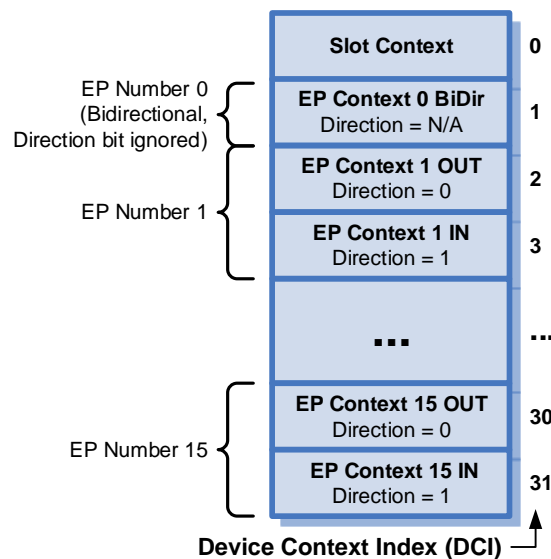 Slot Context
0
EP Number 0
(Bidirectional,
Direction bit ignored)
EP Context 0 BiDir
Direction = N/A
1
EP Number 1
EP Context 1 OUT
Direction = 0
2
EP Context 1 IN
Direction = 1
3
...
...
EP Number 15
EP Context 15 OUT
Direction = 0
30
EP Context 15 IN
Direction = 1
31
Device Context Index (DCI)